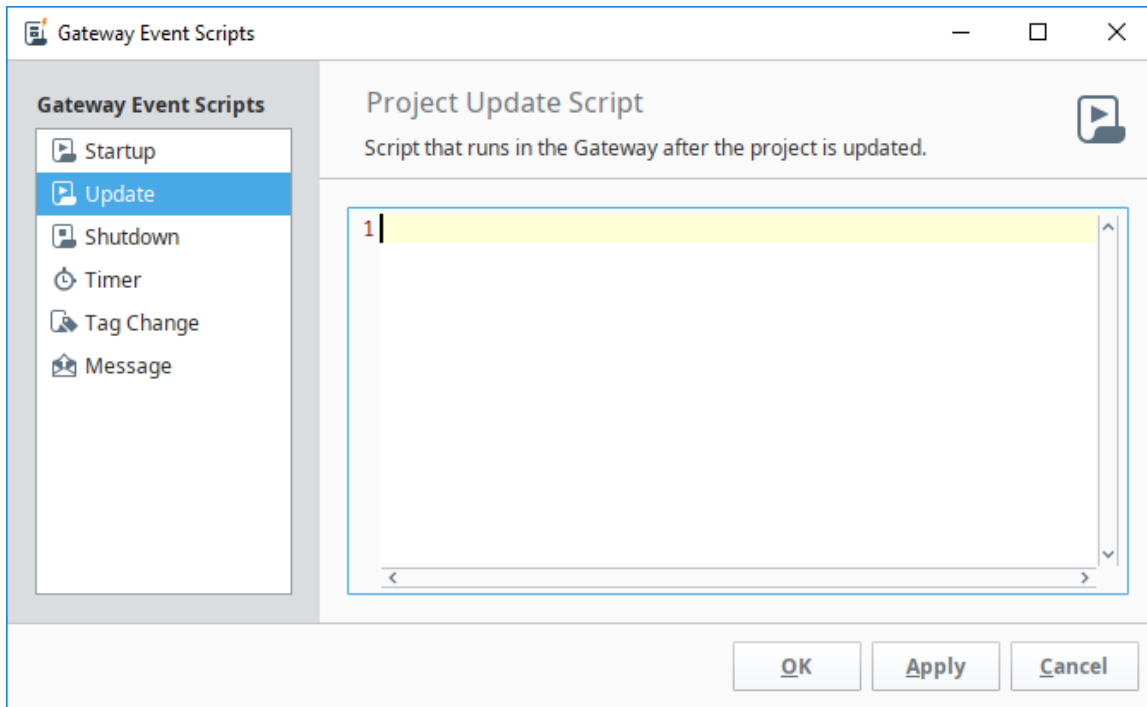 Gateway Event Scripts
Gateway Event Scripts
Startup
Update
Shutdown
Timer
Tag Change
Message
Project Update Script
Script that runs in the Gateway after the project is updated.
1
OK
Apply
Cancel